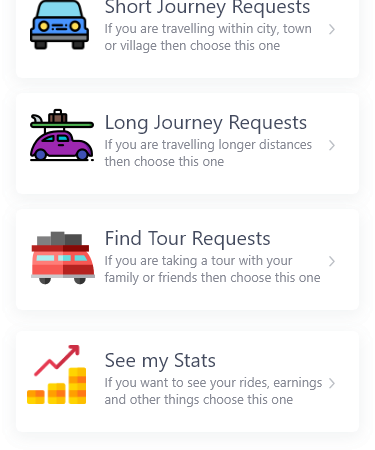 Short Journey Requests
If you are travelling within city, town
or village then choose this one
Long Journey Requests
If you are travelling longer distances
then choose this one
Find Tour Requests
If you are taking a tour with your
family or friends then choose this one
See my Stats
If you want to see your rides, earnings
and other things choose this one